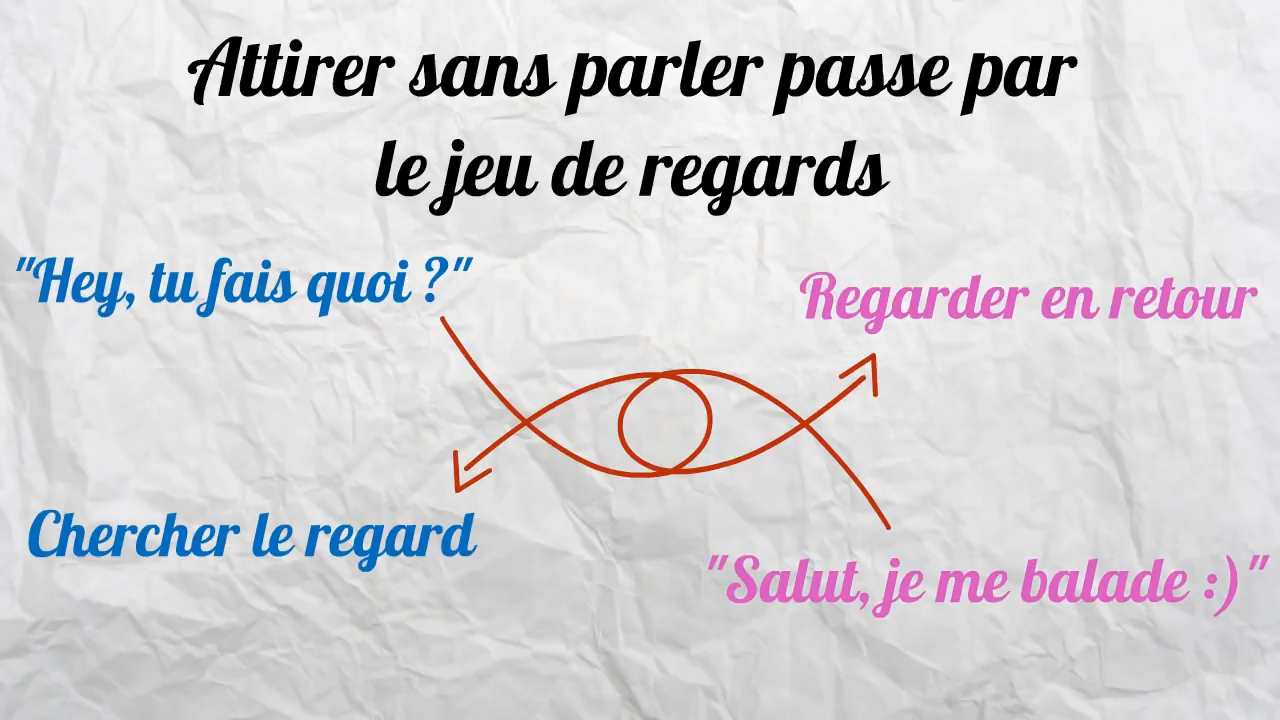 Attirer sans parler passe par
le jeu de regards
"Hey, tu fais quoi ?"
Regarder en retour
Chercher le regard
"Salut, je me balade :)"